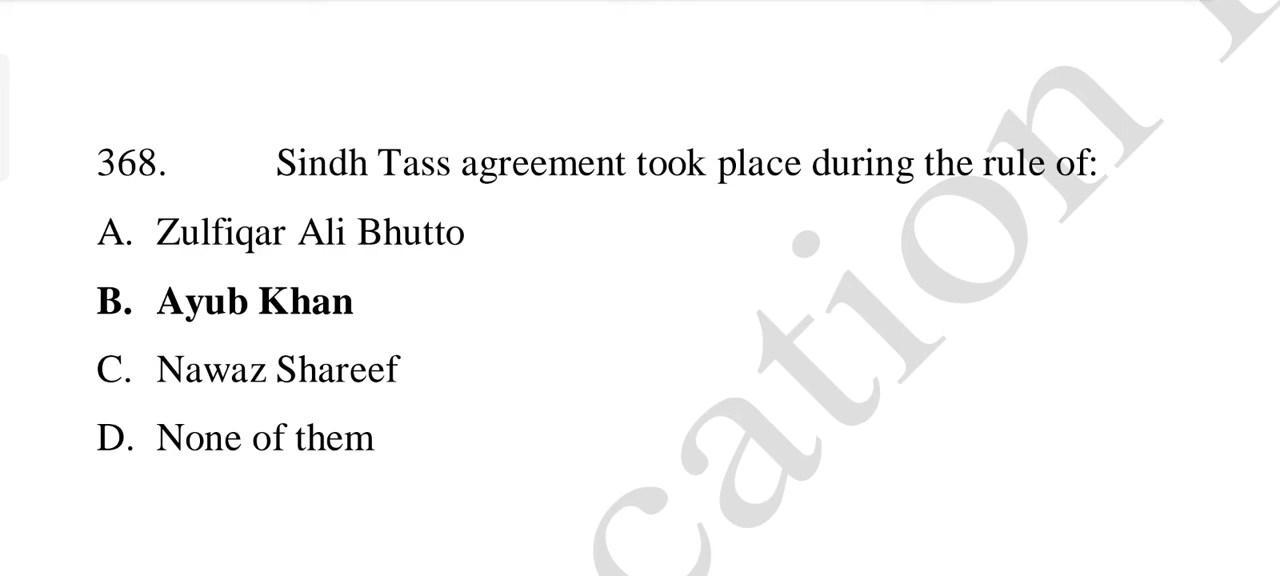 368. Sindh Tass agreement took place during the rule of:
A. Zulfiqar Ali Bhutto
B. Ayub Khan
C. Nawaz Shareef
D. None of them
cation